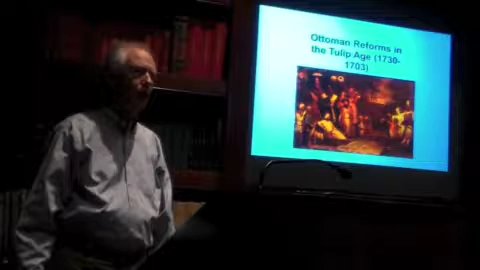 Ottoman Reforms in
the Tulip Age (1730-
1703)